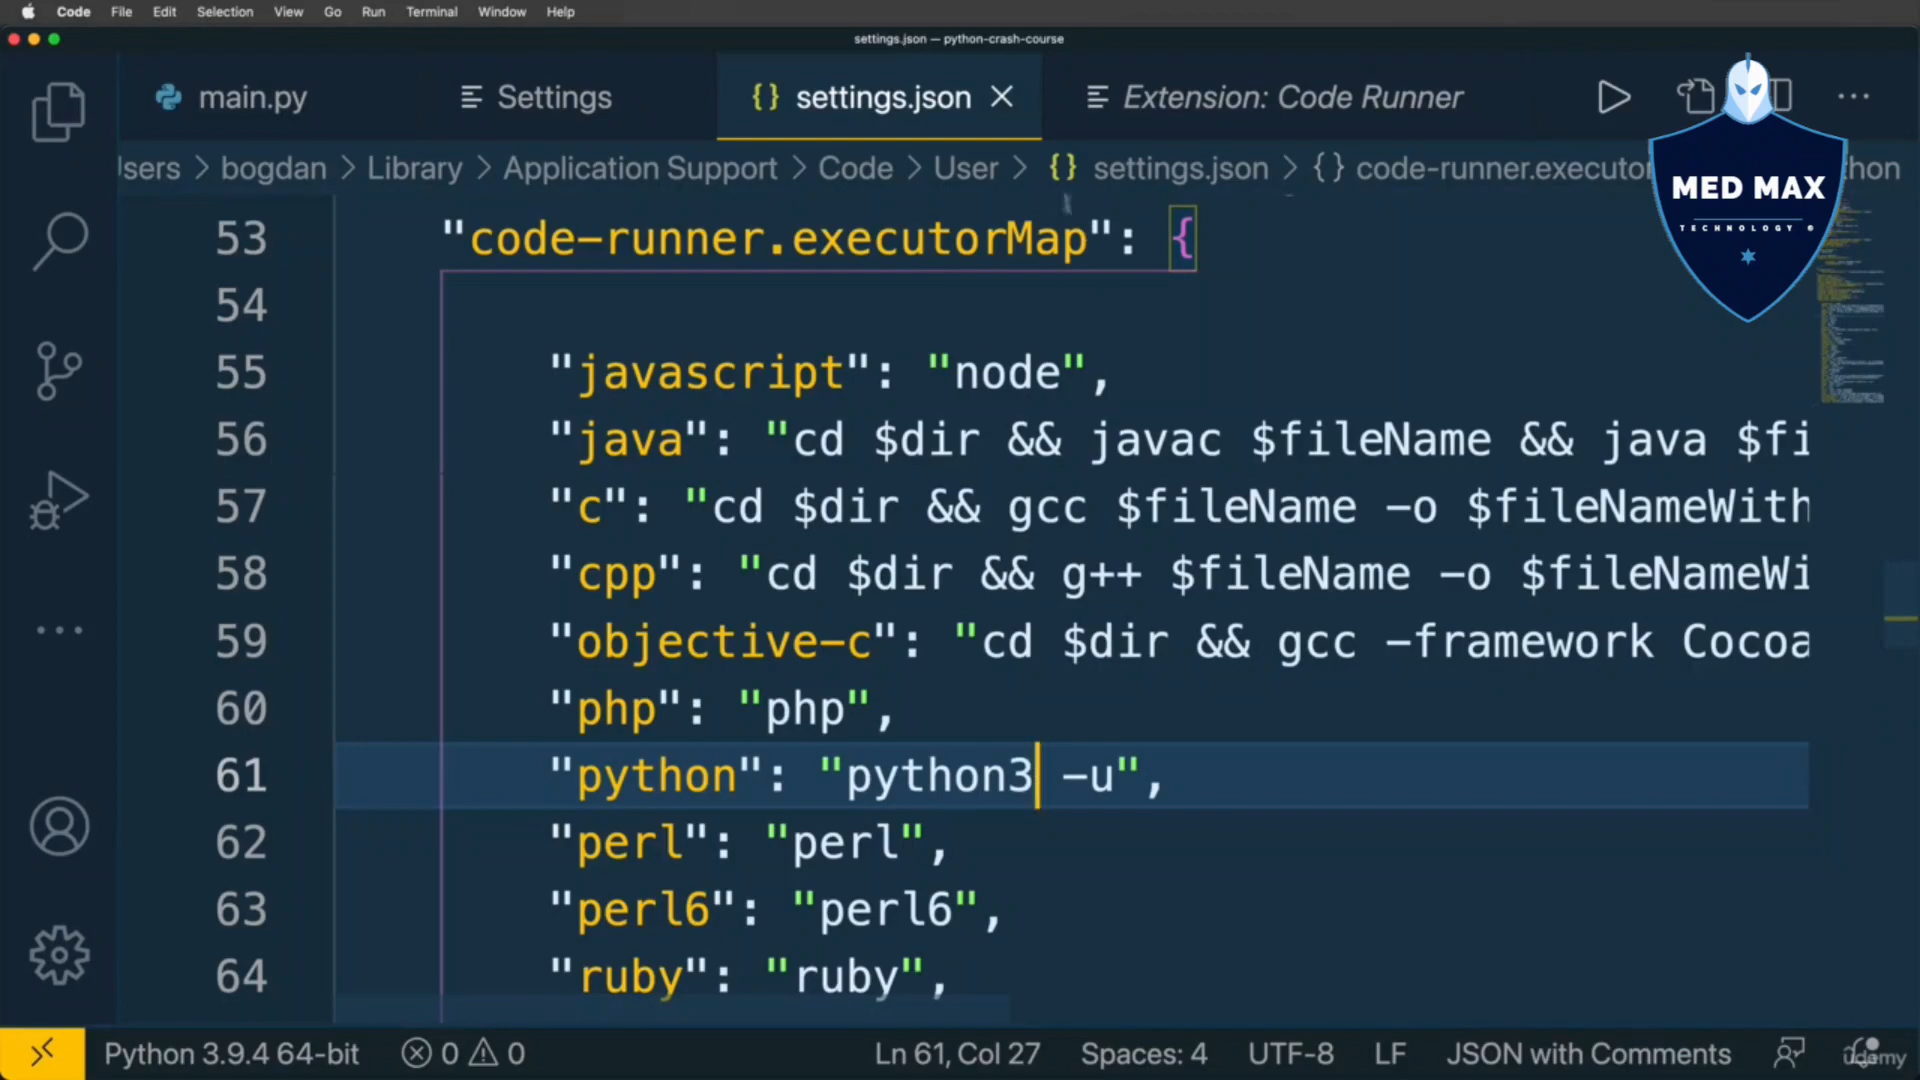 Code File Edit Selection View Go Run Terminal Window Help
settings.json — python-crash-course
main.py Settings {} settings.json Extension: Code Runner
bogdan > Library > Application Support > Code > User > {} settings.json > {} code-runner.executor
MED MAX
TECHNOLOGY
53 "code-runner.executorMap": {
54
55 "javascript": "node",
56 "java": "cd $dir && javac $fileName && java $fi
57 "c": "cd $dir && gcc $fileName -o $fileNameWith
58 "cpp": "cd $dir && g++ $fileName -o $fileNameWi
59 "objective-c": "cd $dir && gcc -framework Cocoa
60 "php": "php",
61 "python": "python3 -u",
62 "perl": "perl",
63 "perl6": "perl6",
64 "ruby": "ruby",
Python 3.9.4 64-bit 0 0 Ln 61, Col 27 Spaces: 4 UTF-8 LF JSON with Comments
udemy